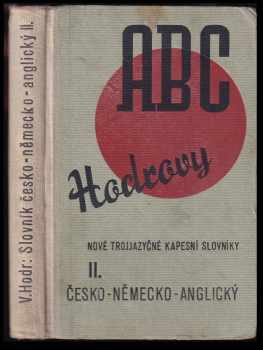 V. Hodr: Slovník česko-německo-anglický II.
ABC
Hodrovy
NOVÉ TROJJAZYČNÉ KAPESNÍ SLOVNÍKY
II.
ČESKO-NĚMECKO-ANGLICKÝ